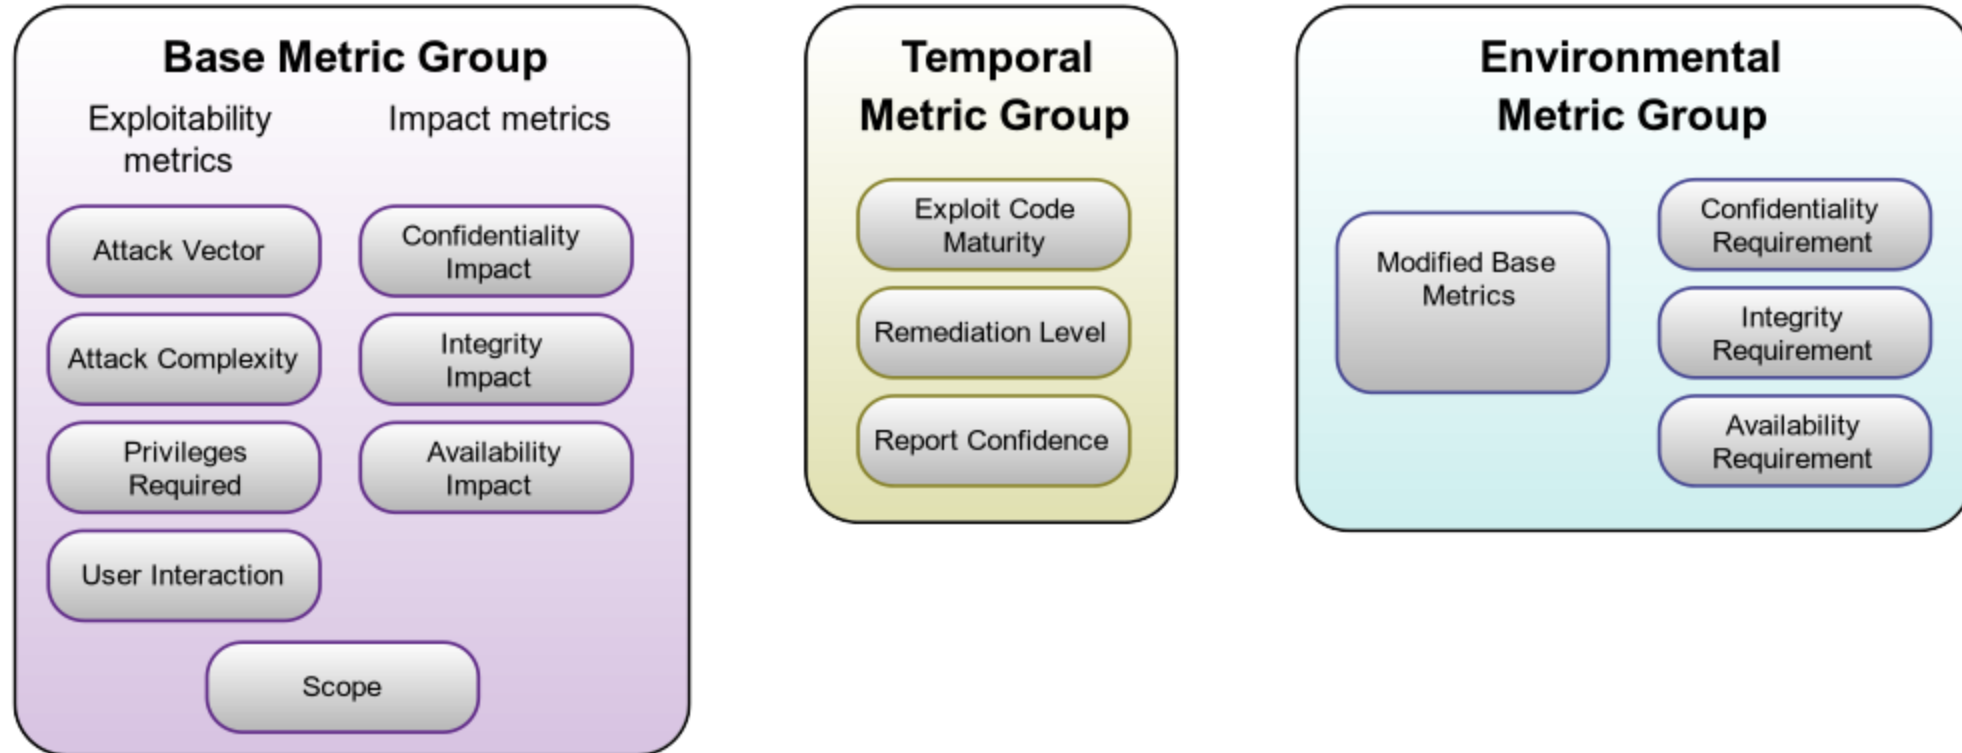 Base Metric Group
Exploitability
metrics
Impact metrics
Attack Vector
Attack Complexity
Privileges
Required
User Interaction
Confidentiality
Impact
Integrity
Impact
Availability
Impact
Scope
Temporal
Metric Group
Exploit Code
Maturity
Remediation Level
Report Confidence
Environmental
Metric Group
Modified Base
Metrics
Confidentiality
Requirement
Integrity
Requirement
Availability
Requirement